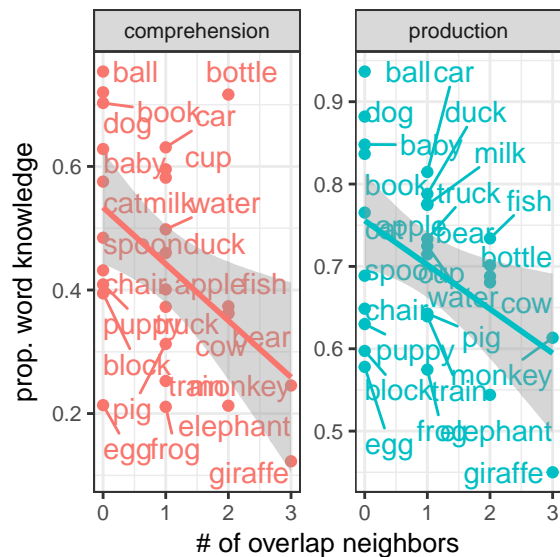 comprehension production
ball bottle
book car
dog
cup
baby
cat milk water
spoon duck
chair apple fish
puppy truck bear
cow
block
train monkey
pig
elephant
egg frog
giraffe
0.6
0.4
0.2
0 1 2 3
ball car
dog duck
baby milk
book truck
fish
cat apple bear
spoon cup bottle
water cow
chair pig
puppy monkey
block train
frog elephant
egg
giraffe
0.9
0.8
0.7
0.6
0.5
0 1 2 3
prop. word knowledge
# of overlap neighbors